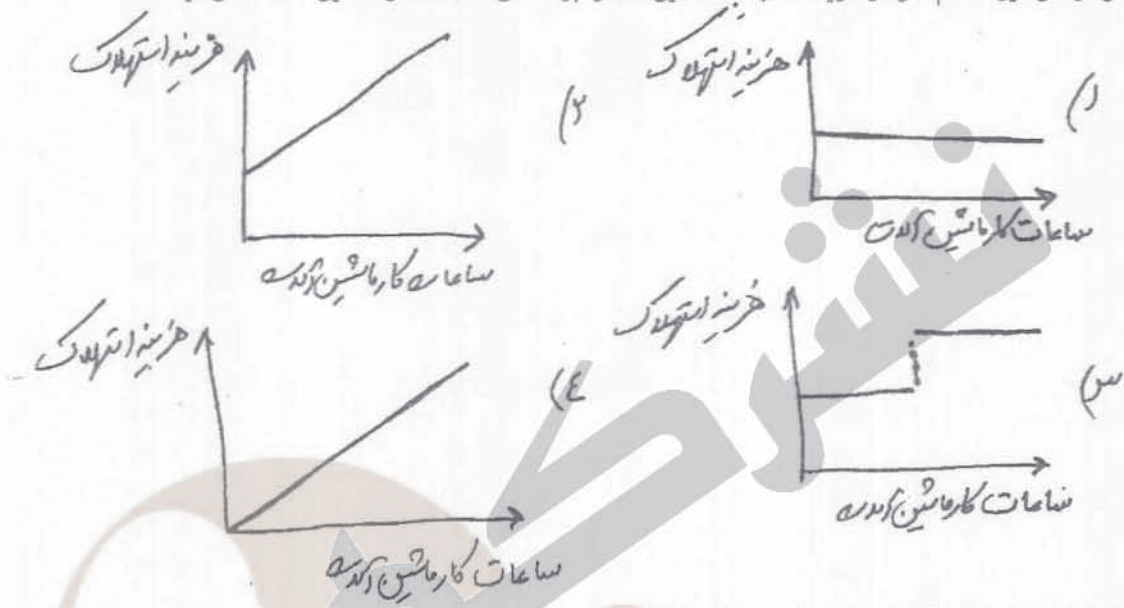 (۱
هزینه استهلاک
ساعات کار ماشین آلات
(۲
هزینه استهلاک
ساعات کار ماشین آلات
(۳
هزینه استهلاک
ساعات کار ماشین آلات
(٤
هزینه استهلاک
ساعات کار ماشین آلات